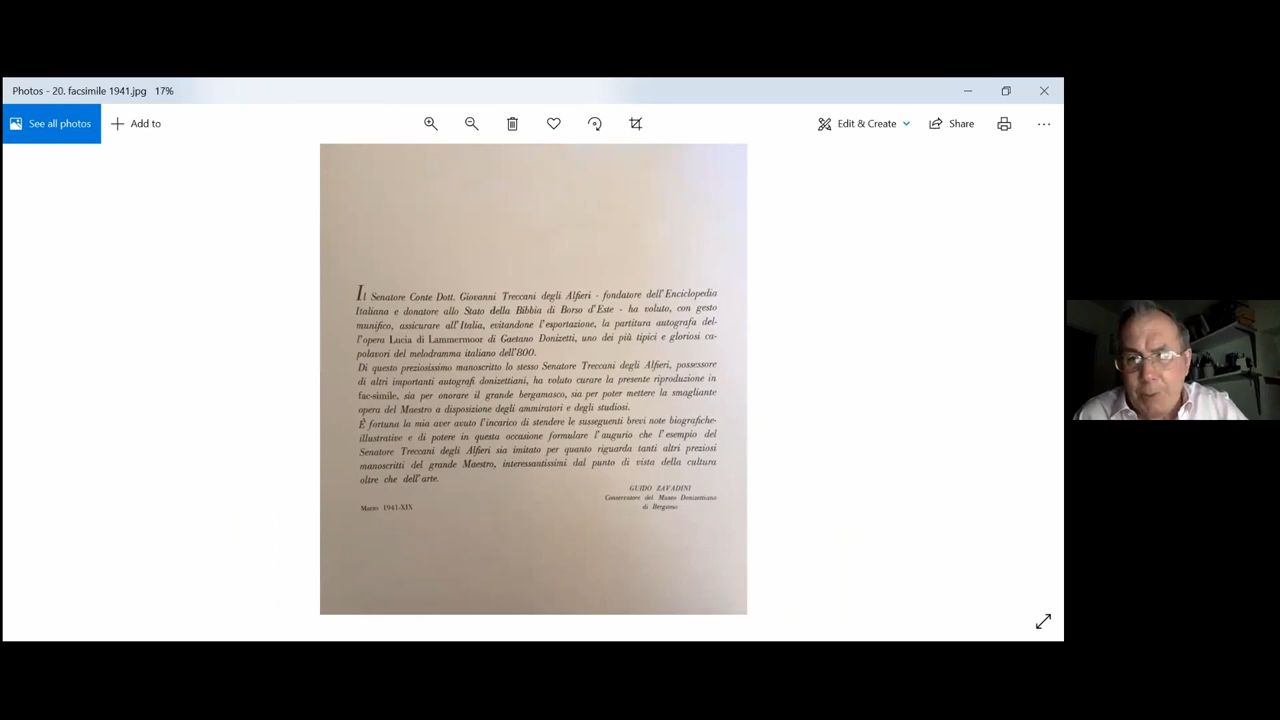 Photos - 20. facsimile 1941.jpg 17%
See all photos
Add to
Edit & Create
Share
Il Senatore Conte Dott. Giovanni Treccani degli Alfieri - fondatore dell'Enciclopedia
Italiana e donatore allo Stato della Bibbia di Borso d'Este - ha voluto, con gesto
munifico, assicurare all'Italia, evitandone l'esportazione, la partitura autografa del-
l'opera Lucia di Lammermoor di Gaetano Donizetti, uno dei più tipici e gloriosi ca-
polavori del melodramma italiano dell'800.
Di questo preziosissimo manoscritto lo stesso Senatore Treccani degli Alfieri, possessore
di altri importanti autografi donizettiani, ha voluto curare la presente riproduzione in
fac-simile, sia per onorare il grande bergamasco, sia per poter mettere la smagliante
opera del Maestro a disposizione degli ammiratori e degli studiosi.
È fortuna la mia aver avuto l'incarico di stendere le susseguenti brevi note biografiche-
illustrative e di potere in questa occasione formulare l'augurio che l'esempio del
Senatore Treccani degli Alfieri sia imitato per quanto riguarda tanti altri preziosi
manoscritti del grande Maestro, interessantissimi dal punto di vista della cultura
oltre che dell'arte.
GUIDO ZAVADINI
Conservatore del Museo Donizettiano
di Bergamo
Marzo 1941-XIX